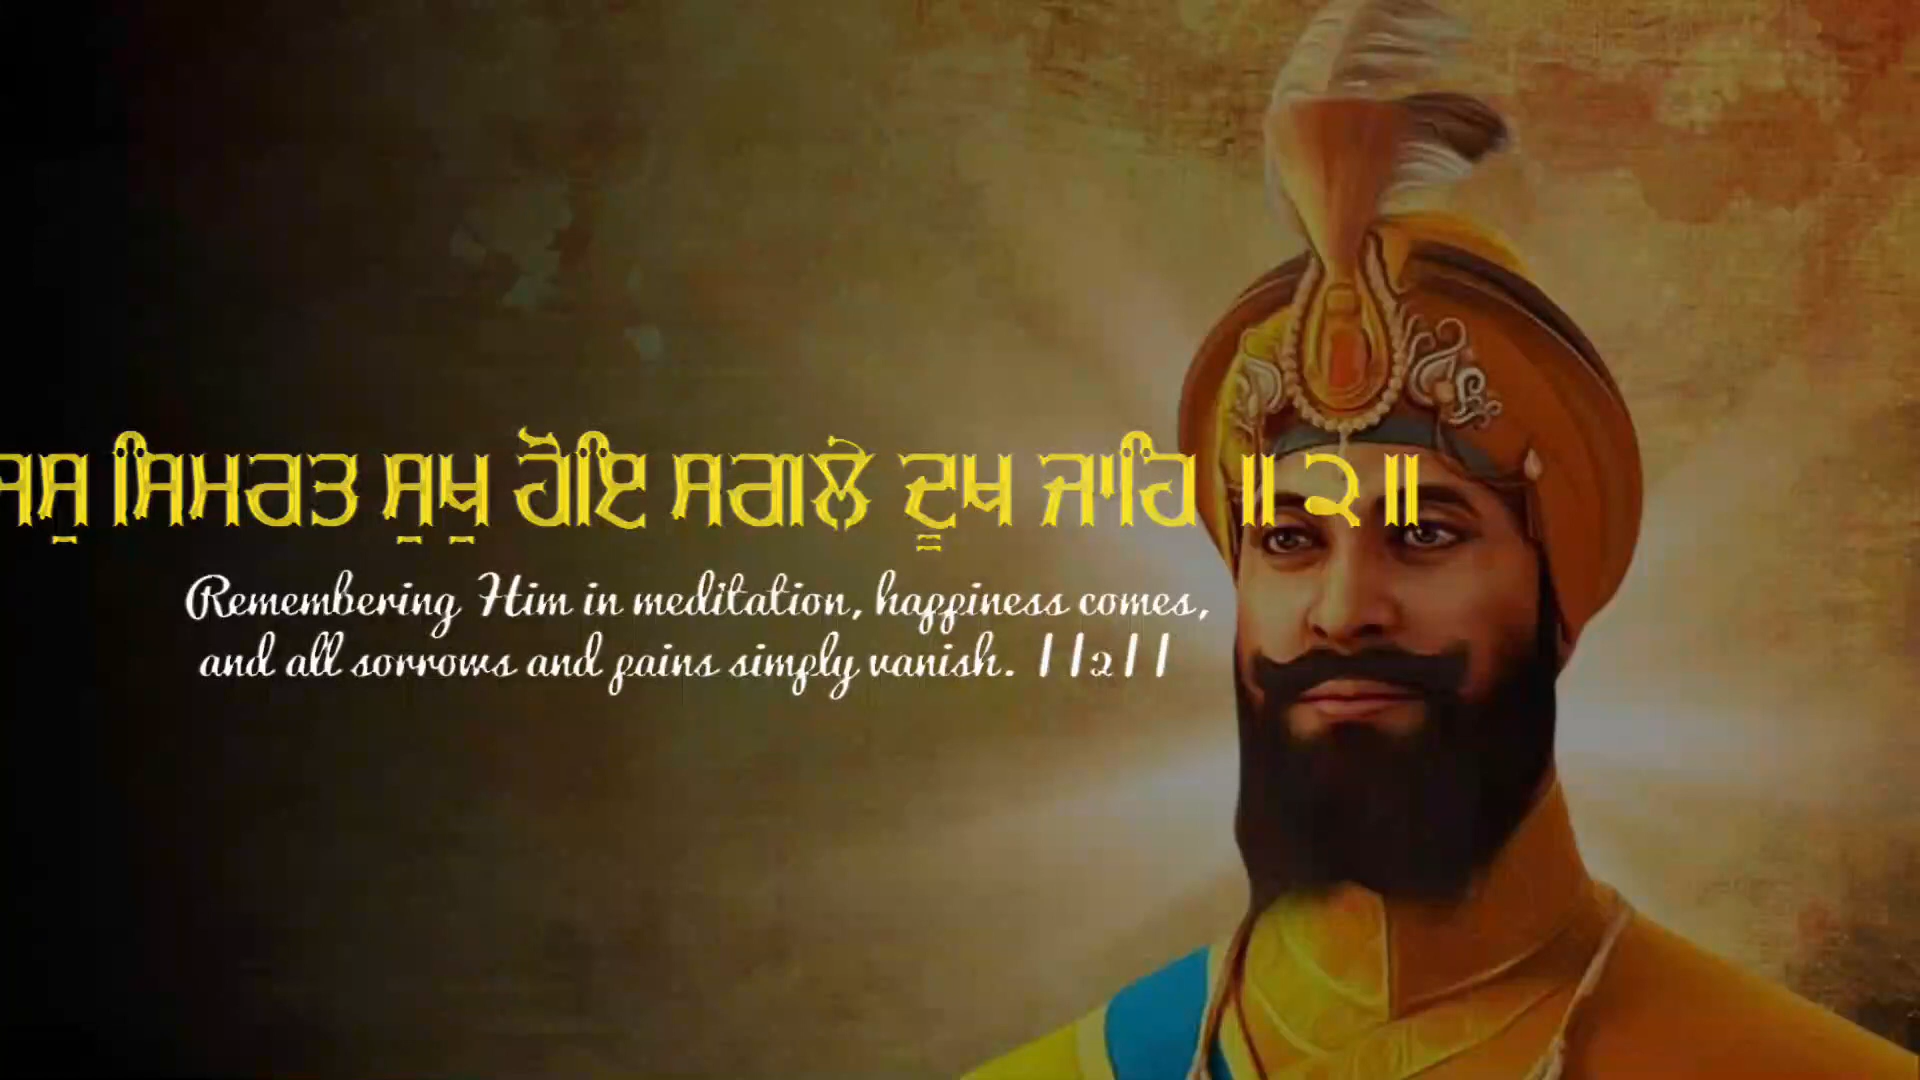 ਜਿਸੁ ਸਿਮਰਤ ਸੁਖੁ ਹੋਇ ਸਗਲੇ ਦੂਖ ਜਾਹਿ ॥੨॥
Remembering Him in meditation, happiness comes,
and all sorrows and pains simply vanish. ||2||